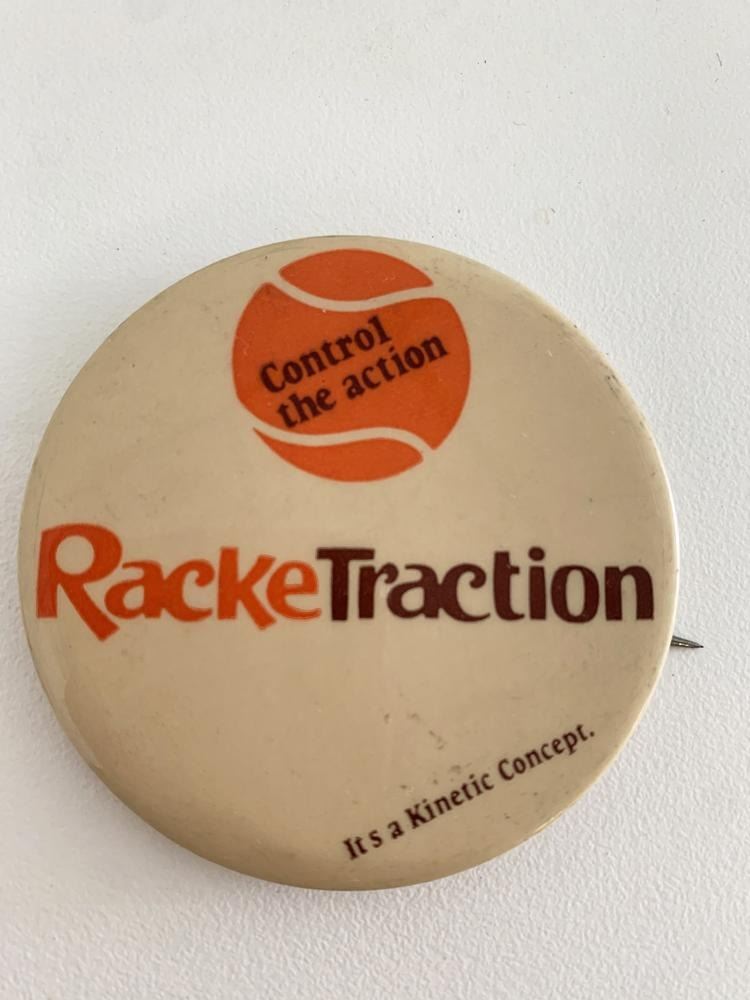 Control
the action
RackeTraction
It s a Kinetic Concept.